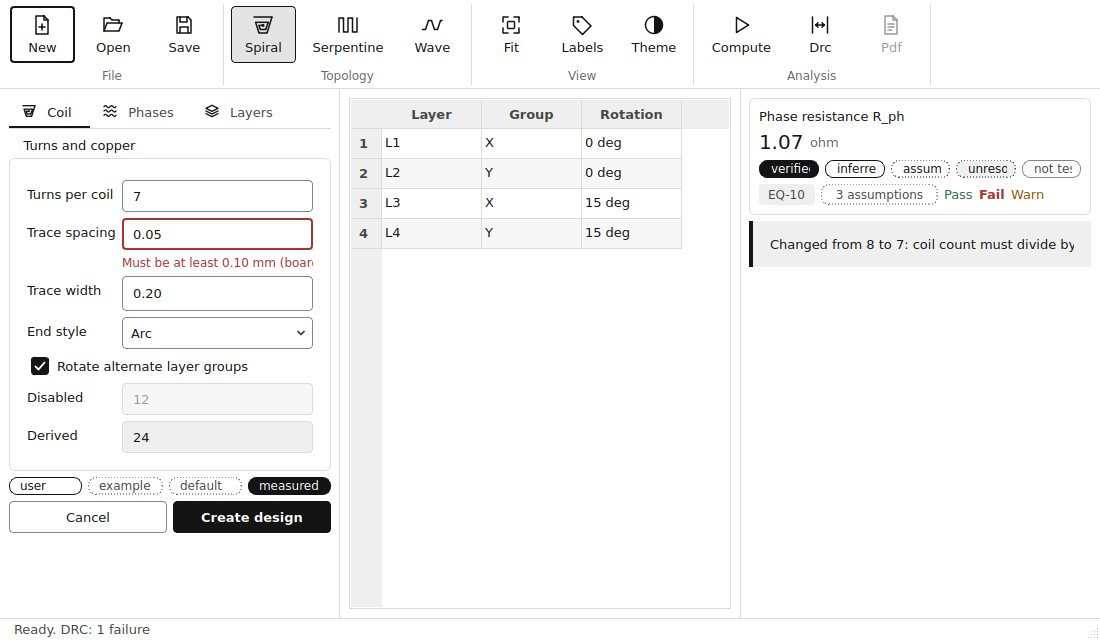 New Open Save Spiral Serpentine Wave Fit Labels Theme Compute Drc Pdf
File Topology View Analysis
Coil Phases Layers
Turns and copper
Turns per coil 7
Trace spacing 0.05
Must be at least 0.10 mm (boar
Trace width 0.20
End style Arc
Rotate alternate layer groups
Disabled 12
Derived 24
user example default measured
Cancel Create design
Layer Group Rotation
1 L1 X 0 deg
2 L2 Y 0 deg
3 L3 X 15 deg
4 L4 Y 15 deg
Phase resistance R_ph
1.07 ohm
verifie inferre assum unreso not tes
EQ-10 3 assumptions Pass Fail Warn
Changed from 8 to 7: coil count must divide by
Ready. DRC: 1 failure